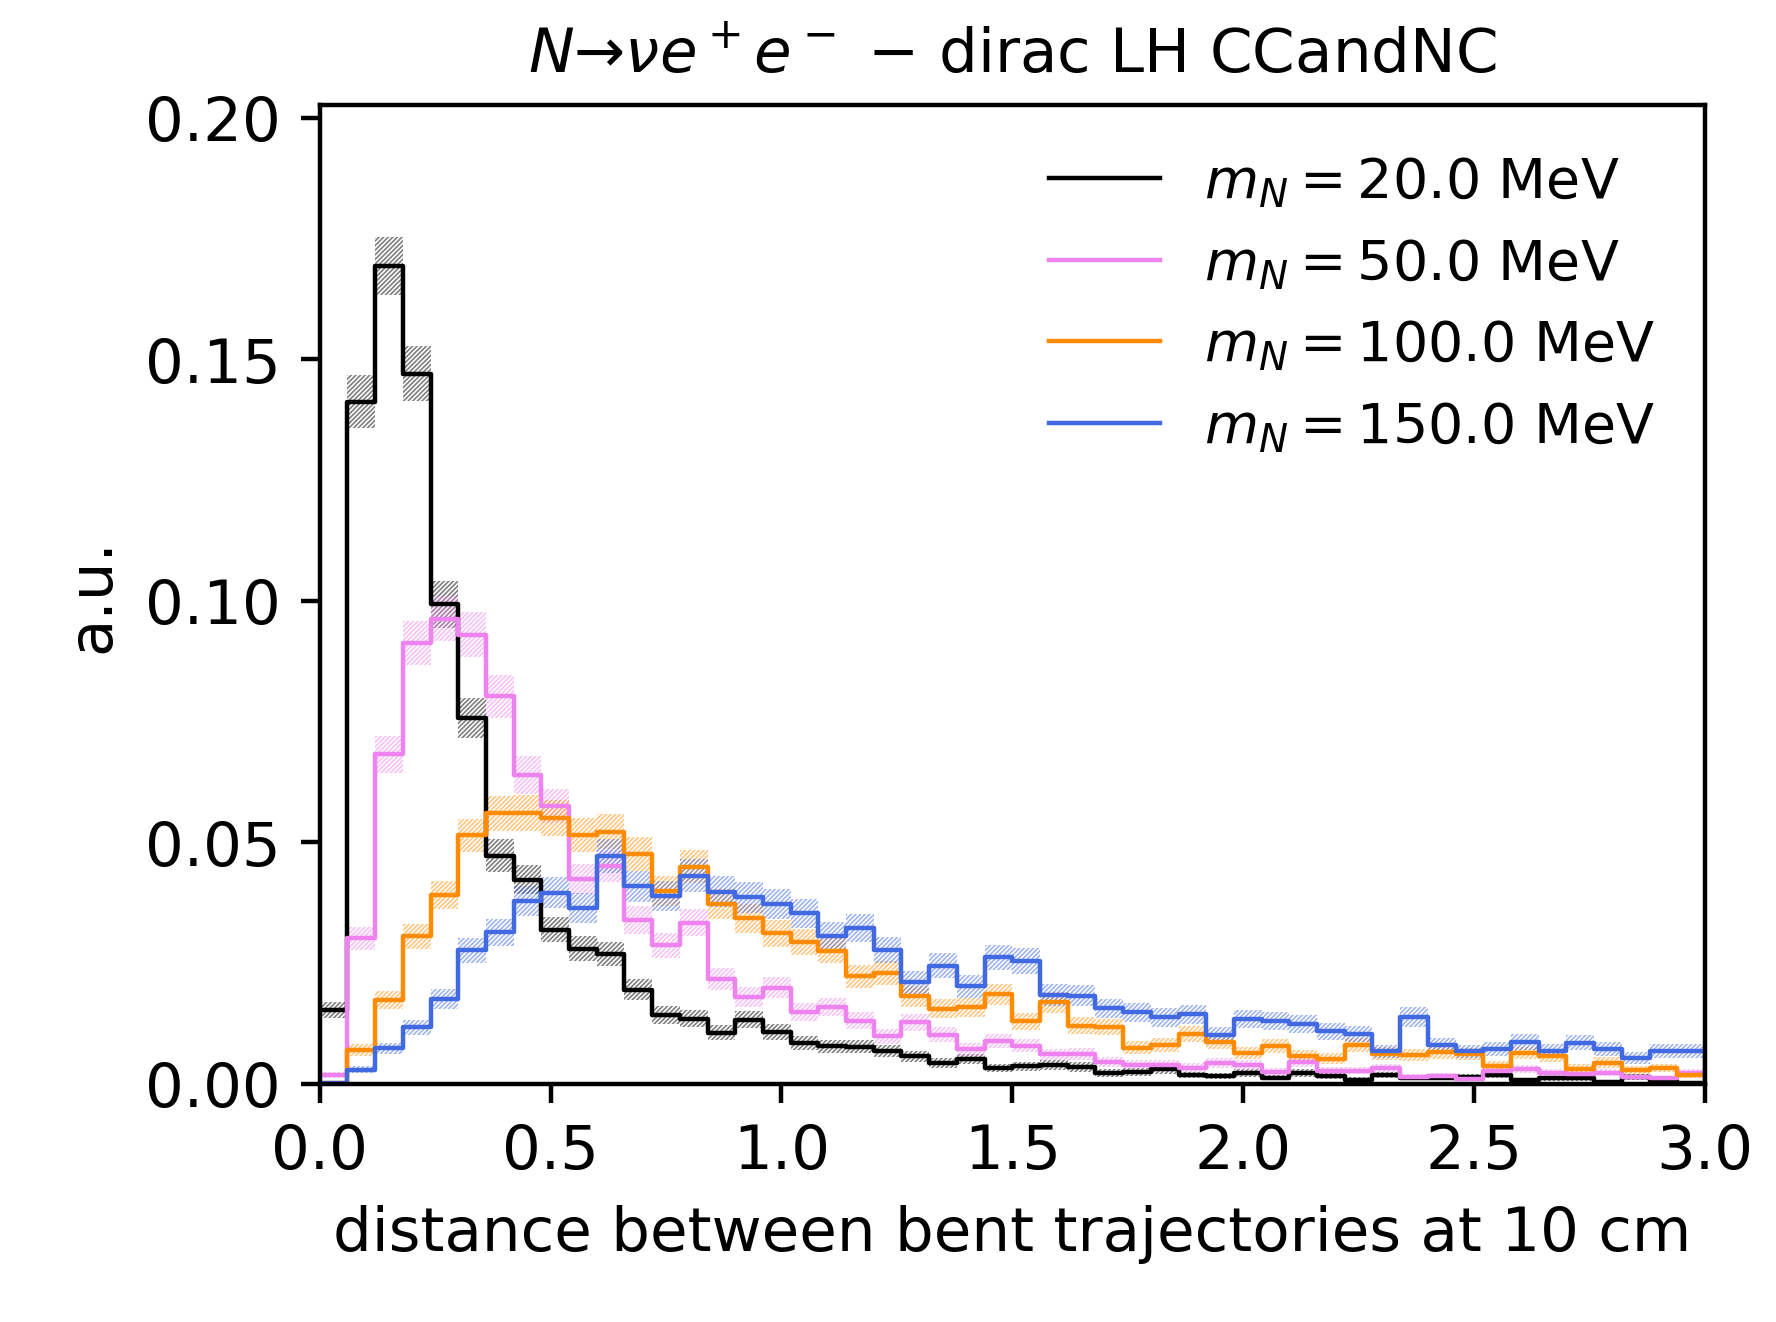 N→νe⁺e⁻ − dirac LH CCandNC
0.20
0.15
0.10
0.05
0.00
a.u.
m_N = 20.0 MeV
m_N = 50.0 MeV
m_N = 100.0 MeV
m_N = 150.0 MeV
0.0 0.5 1.0 1.5 2.0 2.5 3.0
distance between bent trajectories at 10 cm